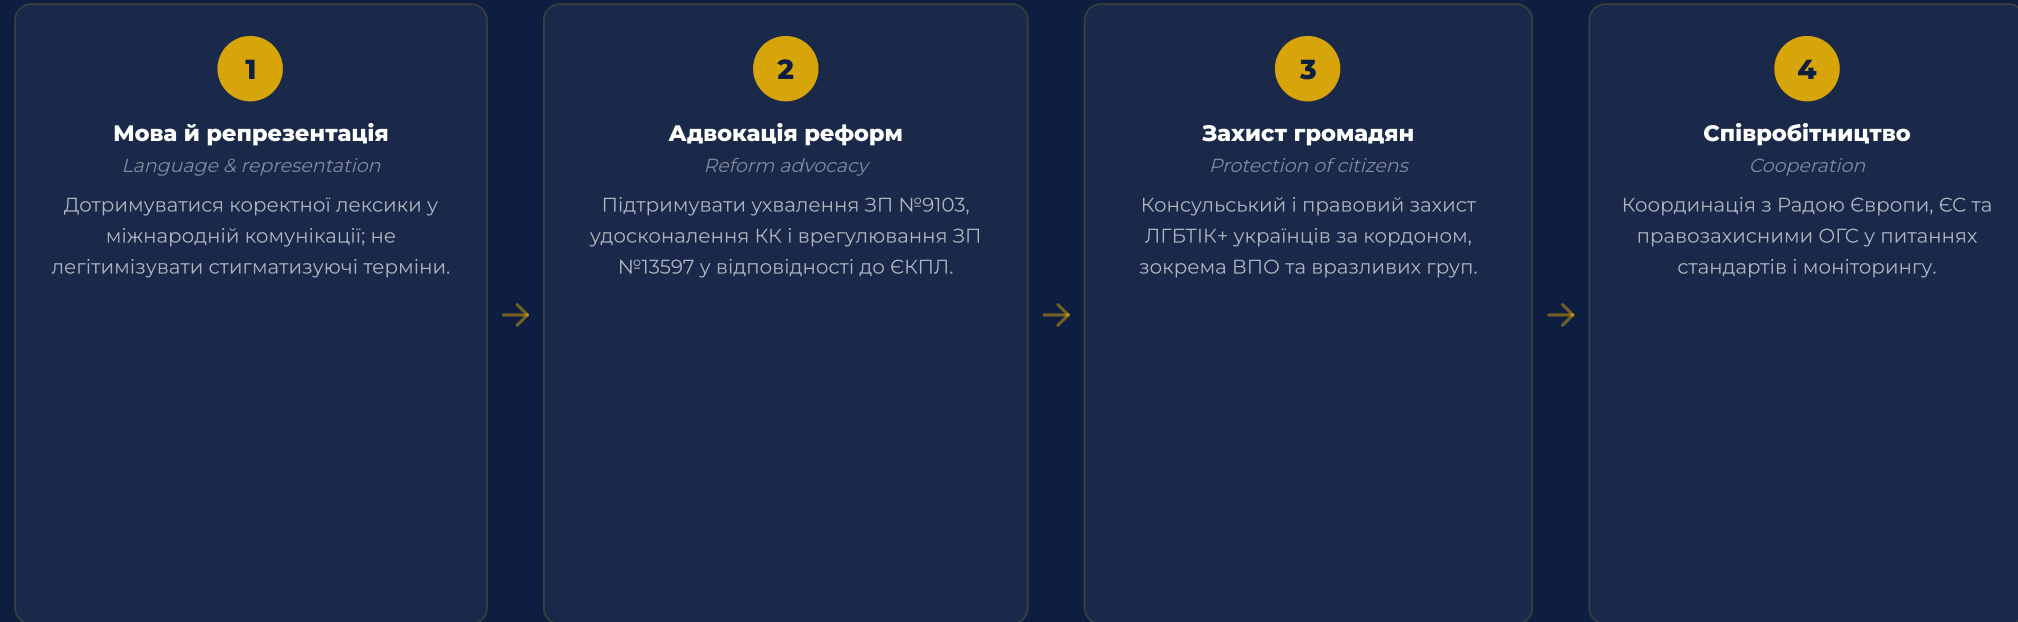 1
Мова й репрезентація
Language & representation
Дотримуватися коректної лексики у
міжнародній комунікації; не
легітимізувати стигматизуючі терміни.
2
Адвокація реформ
Reform advocacy
Підтримувати ухвалення ЗП №9103,
удосконалення КК і врегулювання ЗП
№13597 у відповідності до ЄКПЛ.
3
Захист громадян
Protection of citizens
Консульський і правовий захист
ЛГБТІК+ українців за кордоном,
зокрема ВПО та вразливих груп.
4
Співробітництво
Cooperation
Координація з Радою Європи, ЄС та
правозахисними ОГС у питаннях
стандартів і моніторингу.